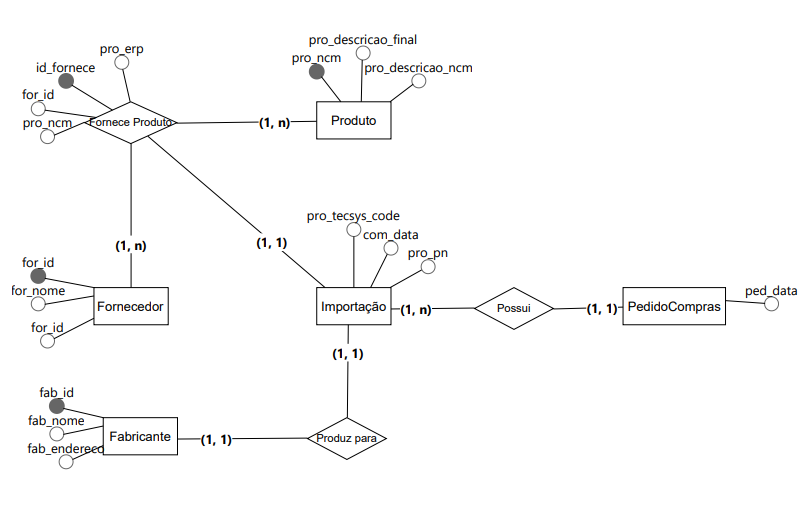 pro_descricao_final
pro_erp
pro_ncm
id_fornece
pro_descricao_ncm
for_id
pro_ncm
Fornece Produto
(1, n)
Produto
pro_tecsys_code
com_data
(1, n)
(1, 1)
pro_pn
for_id
for_nome
ped_data
Fornecedor
Importação
(1, n)
Possui
(1, 1)
PedidoCompras
for_id
(1, 1)
fab_id
fab_nome
Fabricante
(1, 1)
Produz para
fab_endereco